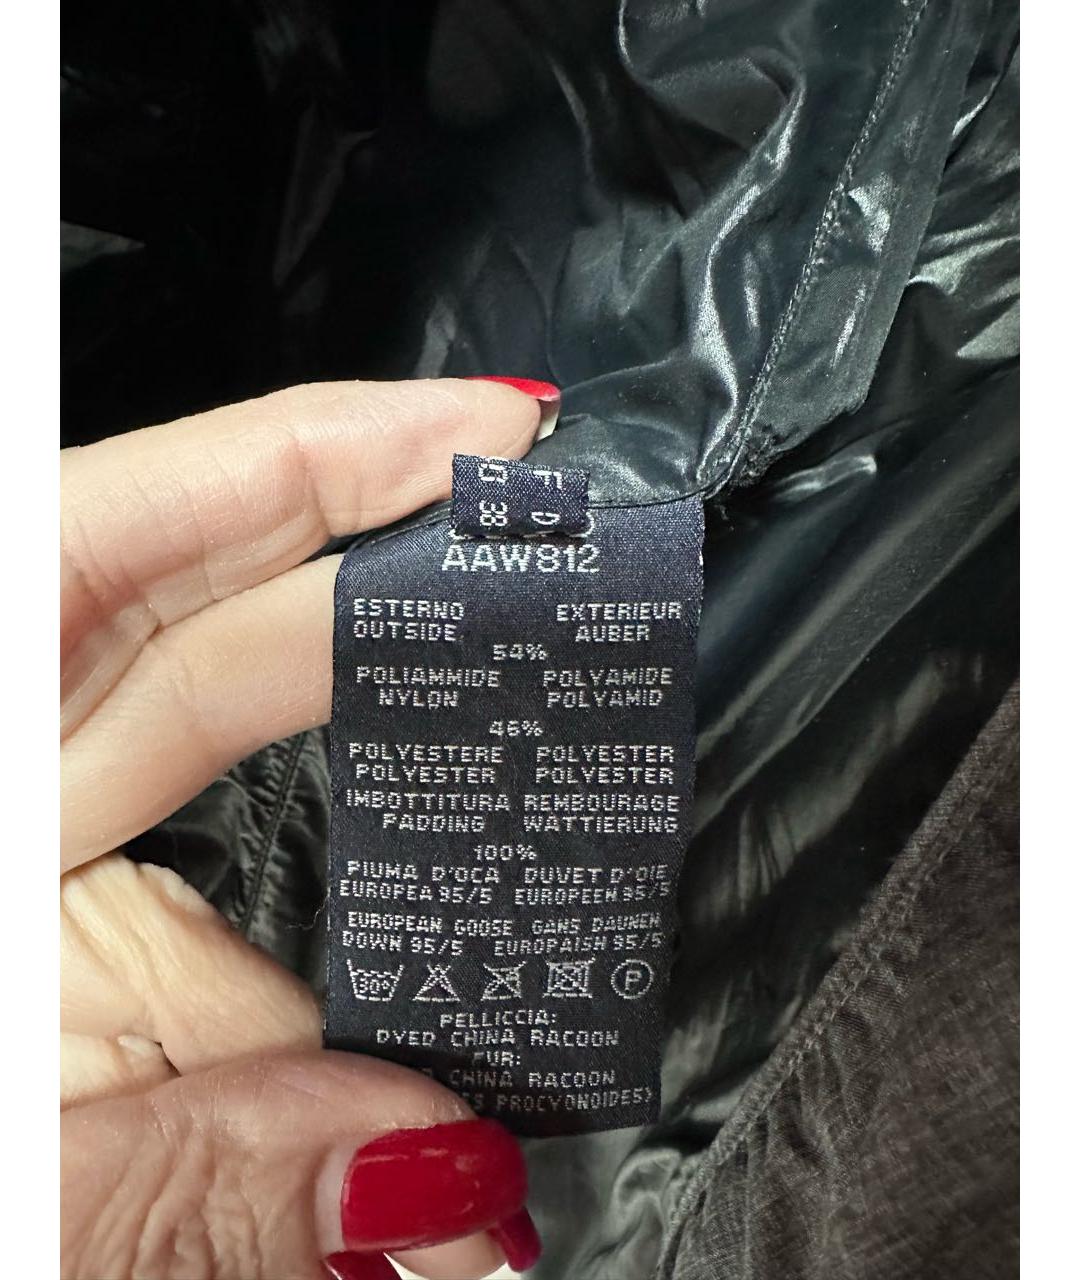 F D
D 38
AAW812
ESTERNO EXTERIEUR
OUTSIDE AUßER
54%
POLIAMMIDE POLYAMIDE
NYLON POLYAMID
46%
POLYESTERE POLYESTER
POLYESTER POLYESTER
IMBOTTITURA REMBOURAGE
PADDING WATTIERUNG
100%
PIUMA D'OCA DUVET D'OIE
EUROPEA 95/5 EUROPEEN 95/5
EUROPEAN GOOSE GANS DAUNEN
DOWN 95/5 EUROPAISH 95/5
30° P
PELLICCIA:
DYED CHINA RACOON
FUR:
CHINA RACOON
PROCYONOIDES)